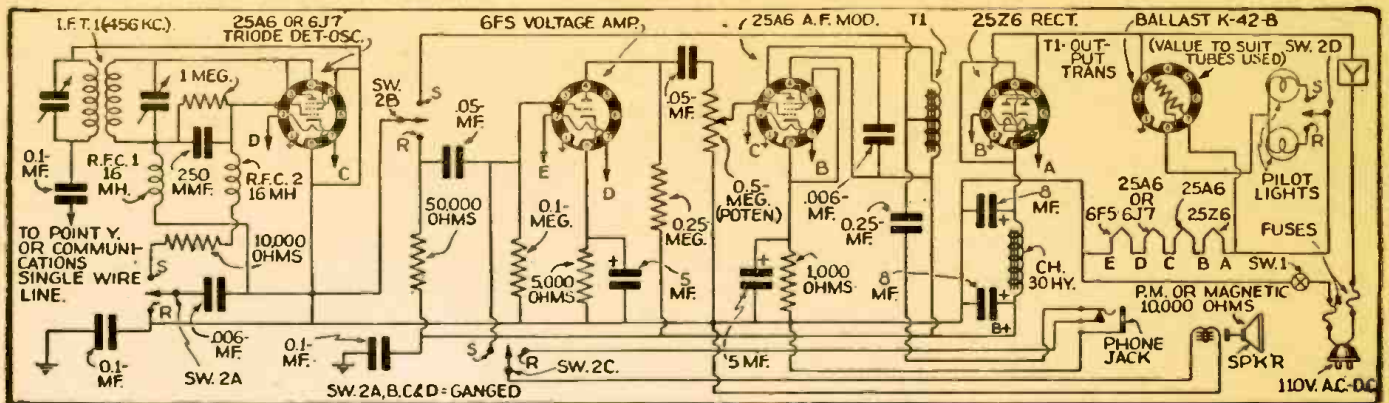 I.F.T. 1 (456 KC.)
25A6 OR 6J7
TRIODE DET-OSC.
1 MEG.
0.1-
MF.
R.F.C. 1
16
MH.
250
MMF.
D
R.F.C. 2
16 MH
C
TO POINT Y,
OR COMMUNI-
CATIONS
SINGLE WIRE
LINE.
S
10,000
OHMS
R
0.1-
MF.
.006-
MF.
SW. 2A
6F5 VOLTAGE AMP.
SW.
2B
S
R
.05-
MF.
50,000
OHMS
0.1-
MEG.
E
D
5,000
OHMS
+
5
MF.
0.1-
MF.
S
R
SW. 2C.
SW. 2A, B, C & D = GANGED
25A6 A.F. MOD.
.05-
MF.
0.25-
MEG.
C
B
0.5-
MEG.
(POTEN)
.006-
MF.
0.25-
MF.
+
1,000
OHMS
5 MF.
T1
25Z6 RECT.
T1-OUT-
PUT
TRANS
B
A
8
MF.
+
8
MF.
+
CH.
30 HY.
B+
BALLAST K-42-B
(VALUE TO SUIT
TUBES USED)
SW. 2D
Y
S
R
PILOT
LIGHTS
25A6
OR
6F5 6J7
25A6
25Z6
E D C B A
FUSES
SW. 1
P.M. OR MAGNETIC
10,000 OHMS
PHONE
JACK
SPKR
110V. A.C.-D.C.